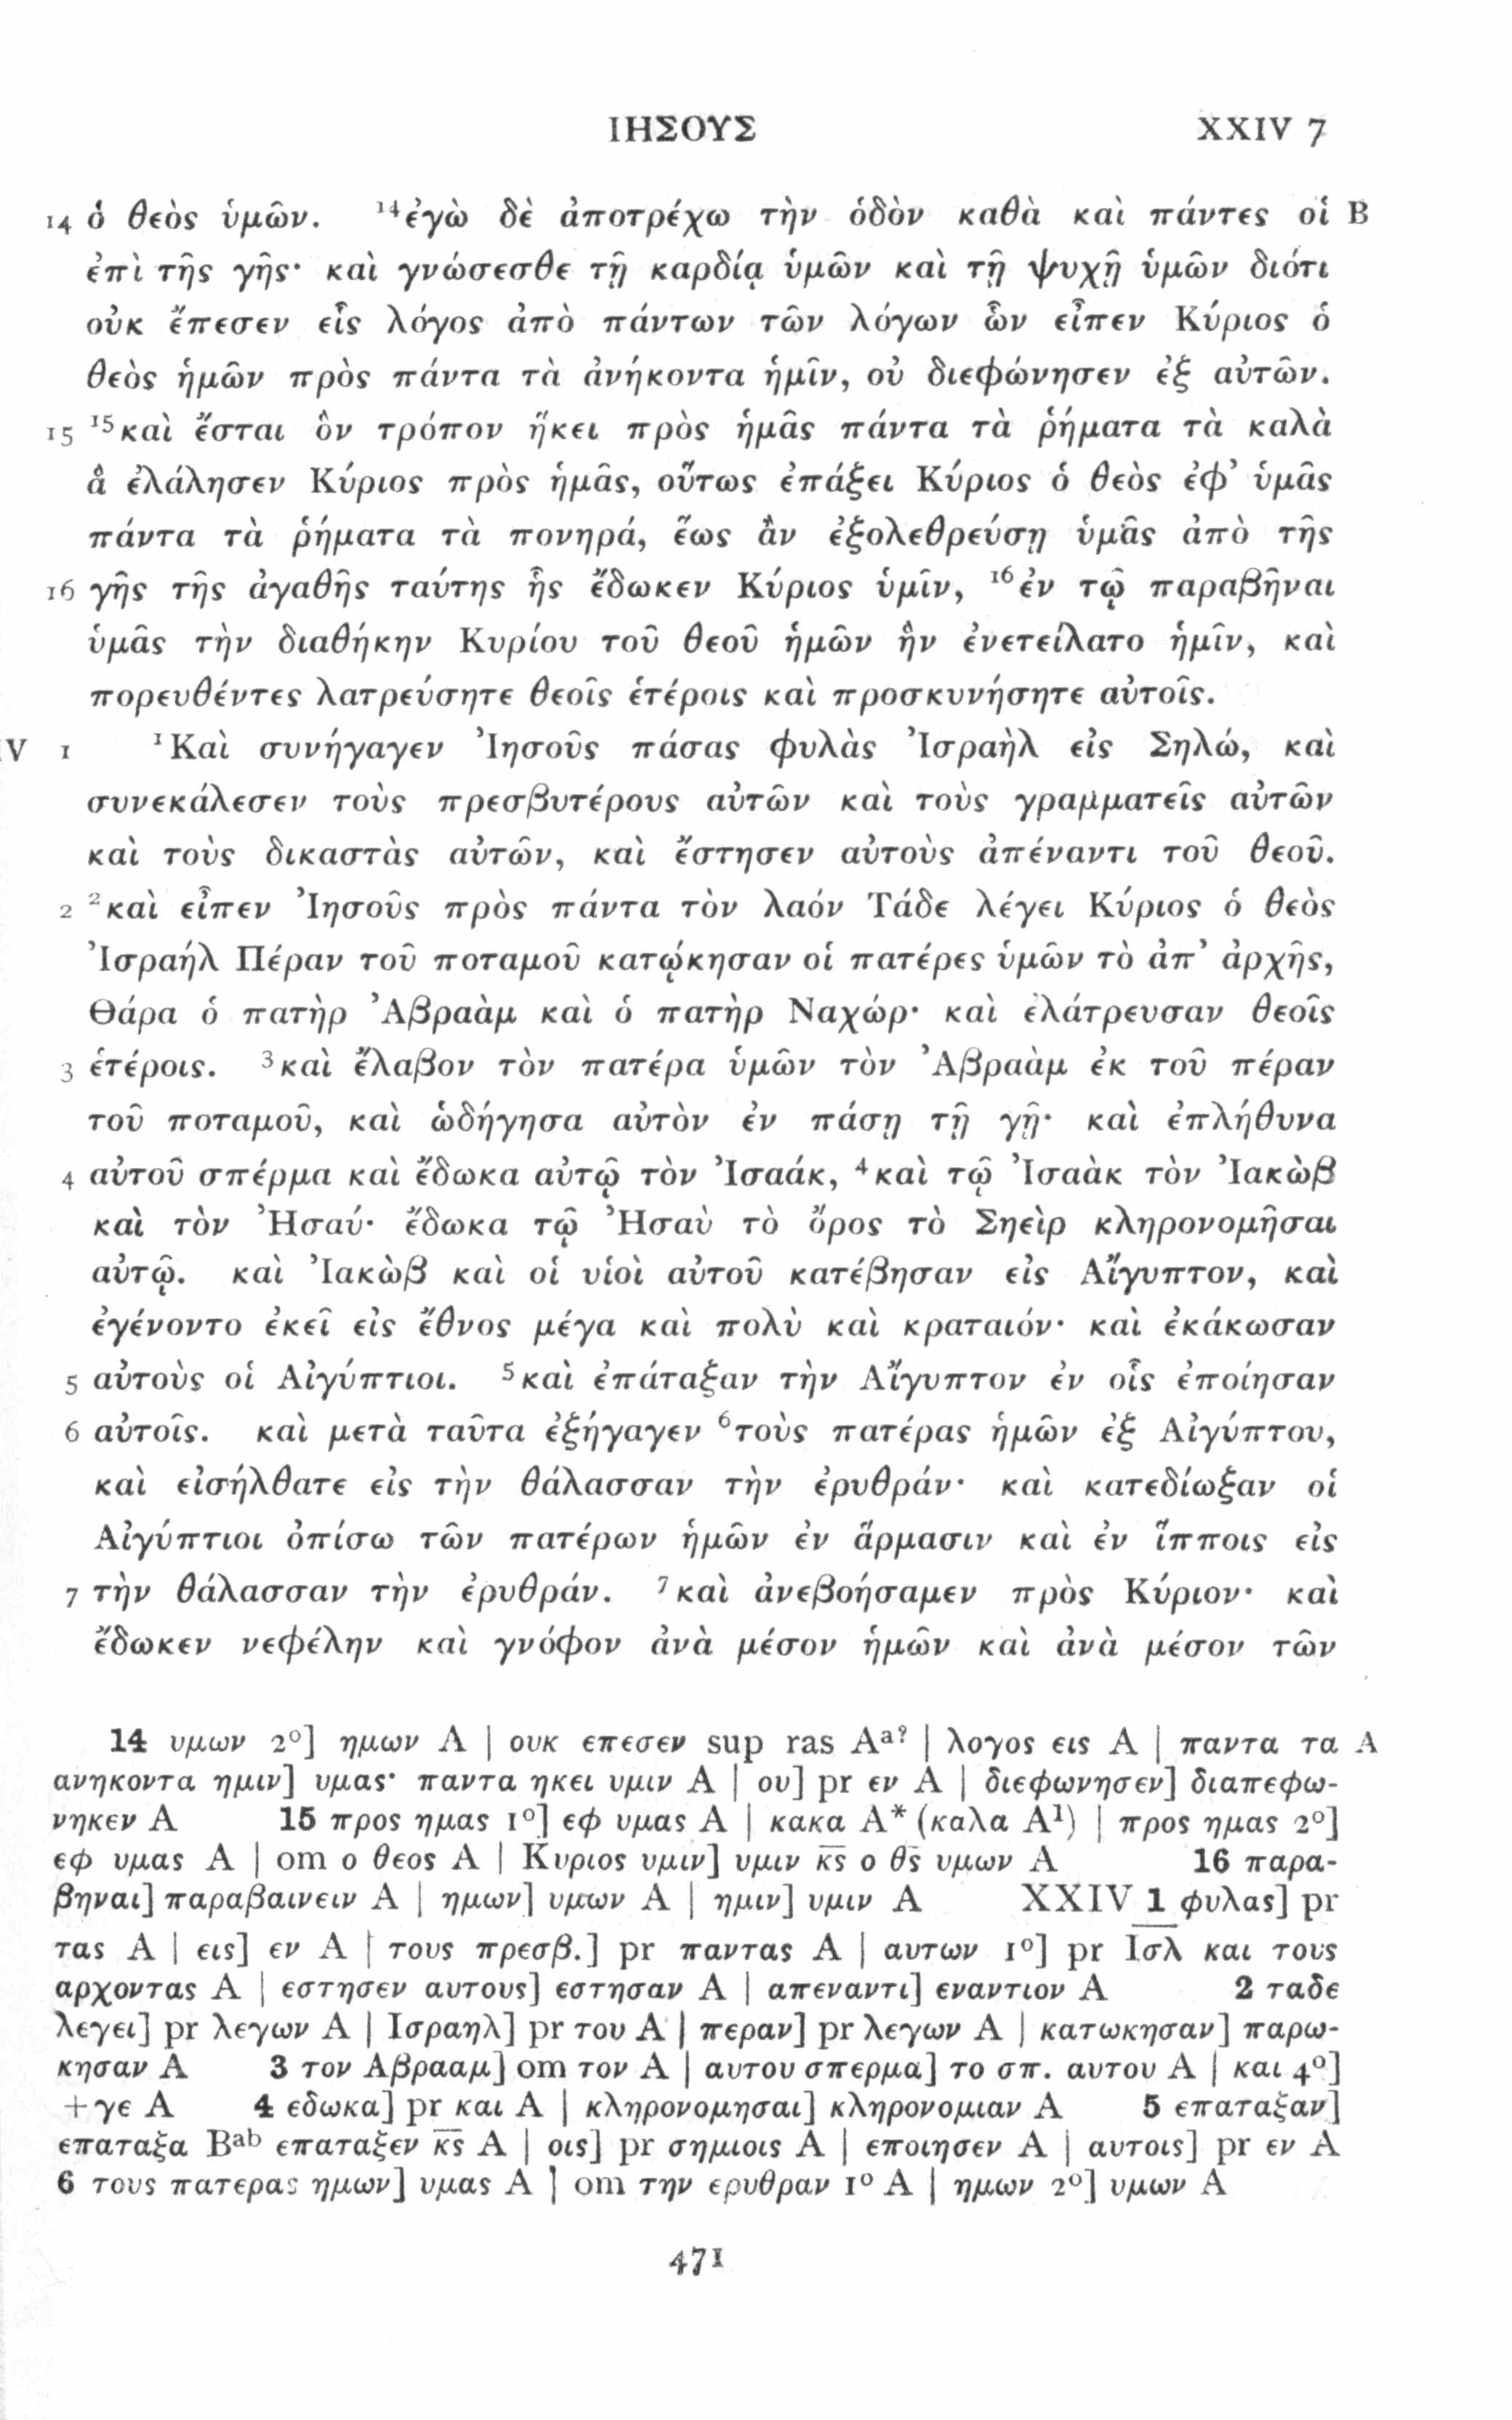 ΙΗΣΟΥΣ XXIV 7
14 ὁ θεὸς ὑμῶν. ¹⁴ἐγὼ δὲ ἀποτρέχω τὴν ὁδὸν καθὰ καὶ πάντες οἱ B
ἐπὶ τῆς γῆς· καὶ γνώσεσθε τῇ καρδίᾳ ὑμῶν καὶ τῇ ψυχῇ ὑμῶν διότι
οὐκ ἔπεσεν εἷς λόγος ἀπὸ πάντων τῶν λόγων ὧν εἶπεν Κύριος ὁ
θεὸς ἡμῶν πρὸς πάντα τὰ ἀνήκοντα ἡμῖν, οὐ διεφώνησεν ἐξ αὐτῶν.
15 ¹⁵καὶ ἔσται ὃν τρόπον ἥκει πρὸς ἡμᾶς πάντα τὰ ῥήματα τὰ καλὰ
ἃ ἐλάλησεν Κύριος πρὸς ἡμᾶς, οὕτως ἐπάξει Κύριος ὁ θεὸς ἐφ’ ὑμᾶς
πάντα τὰ ῥήματα τὰ πονηρά, ἕως ἂν ἐξολεθρεύσῃ ὑμᾶς ἀπὸ τῆς
16 γῆς τῆς ἀγαθῆς ταύτης ἧς ἔδωκεν Κύριος ὑμῖν, ¹⁶ἐν τῷ παραβῆναι
ὑμᾶς τὴν διαθήκην Κυρίου τοῦ θεοῦ ἡμῶν ἣν ἐνετείλατο ἡμῖν, καὶ
πορευθέντες λατρεύσητε θεοῖς ἑτέροις καὶ προσκυνήσητε αὐτοῖς.
V 1 ¹Καὶ συνήγαγεν Ἰησοῦς πάσας φυλὰς Ἰσραὴλ εἰς Σηλώ, καὶ
συνεκάλεσεν τοὺς πρεσβυτέρους αὐτῶν καὶ τοὺς γραμματεῖς αὐτῶν
καὶ τοὺς δικαστὰς αὐτῶν, καὶ ἔστησεν αὐτοὺς ἀπέναντι τοῦ θεοῦ.
2 ²καὶ εἶπεν Ἰησοῦς πρὸς πάντα τὸν λαόν Τάδε λέγει Κύριος ὁ θεὸς
Ἰσραήλ Πέραν τοῦ ποταμοῦ κατῴκησαν οἱ πατέρες ὑμῶν τὸ ἀπ’ ἀρχῆς,
Θάρα ὁ πατὴρ Ἀβραὰμ καὶ ὁ πατὴρ Ναχώρ· καὶ ἐλάτρευσαν θεοῖς
3 ἑτέροις. ³καὶ ἔλαβον τὸν πατέρα ὑμῶν τὸν Ἀβραὰμ ἐκ τοῦ πέραν
τοῦ ποταμοῦ, καὶ ὡδήγησα αὐτὸν ἐν πάσῃ τῇ γῇ· καὶ ἐπλήθυνα
4 αὐτοῦ σπέρμα καὶ ἔδωκα αὐτῷ τὸν Ἰσαάκ, ⁴καὶ τῷ Ἰσαὰκ τὸν Ἰακὼβ
καὶ τὸν Ἠσαύ· ἔδωκα τῷ Ἠσαὺ τὸ ὄρος τὸ Σηεὶρ κληρονομῆσαι
αὐτῷ. καὶ Ἰακὼβ καὶ οἱ υἱοὶ αὐτοῦ κατέβησαν εἰς Αἴγυπτον, καὶ
ἐγένοντο ἐκεῖ εἰς ἔθνος μέγα καὶ πολὺ καὶ κραταιόν· καὶ ἐκάκωσαν
5 αὐτοὺς οἱ Αἰγύπτιοι. ⁵καὶ ἐπάταξαν τὴν Αἴγυπτον ἐν οἷς ἐποίησαν
6 αὐτοῖς. καὶ μετὰ ταῦτα ἐξήγαγεν ⁶τοὺς πατέρας ἡμῶν ἐξ Αἰγύπτου,
καὶ εἰσήλθατε εἰς τὴν θάλασσαν τὴν ἐρυθράν· καὶ κατεδίωξαν οἱ
Αἰγύπτιοι ὀπίσω τῶν πατέρων ἡμῶν ἐν ἅρμασιν καὶ ἐν ἵπποις εἰς
7 τὴν θάλασσαν τὴν ἐρυθράν. ⁷καὶ ἀνεβοήσαμεν πρὸς Κύριον· καὶ
ἔδωκεν νεφέλην καὶ γνόφον ἀνὰ μέσον ἡμῶν καὶ ἀνὰ μέσον τῶν
14 υμων 2⁰] ημων A | ουκ επεσεν sup ras Aᵃ? | λογος εις A | παντα τα A
ανηκοντα ημιν] υμας· παντα ηκει υμιν A | ου] pr εν A | διεφωνησεν] διαπεφω-
νηκεν A 15 προς ημας 1⁰] εφ υμας A | κακα A* (καλα A¹) | προς ημας 2⁰]
εφ υμας A | om ο θεος A | Κυριος υμιν] υμιν κ̅ς̅ ο θ̅ς̅ υμων A 16 παρα-
βηναι] παραβαινειν A | ημων] υμων A | ημιν] υμιν A XXIV 1 φυλας] pr
τας A | εις] εν A | τους πρεσβ.] pr παντας A | αυτων 1⁰] pr Ι̅σ̅λ̅ και τους
αρχοντας A | εστησεν αυτους] εστησαν A | απεναντι] εναντιον A 2 ταδε
λεγει] pr λεγων A | Ισραηλ] pr του A | περαν] pr λεγων A | κατωκησαν] παρω-
κησαν A 3 τον Αβρααμ] om τον A | αυτου σπερμα] το σπ. αυτου A | και 4⁰]
+γε A 4 εδωκα] pr και A | κληρονομησαι] κληρονομιαν A 5 επαταξαν]
επαταξα Bᵃᵇ επαταξεν κ̅ς̅ A | οις] pr σημιοις A | εποιησεν A | αυτοις] pr εν A
6 τους πατερας ημων] υμας A | om την ερυθραν 1⁰ A | ημων 2⁰] υμων A
471